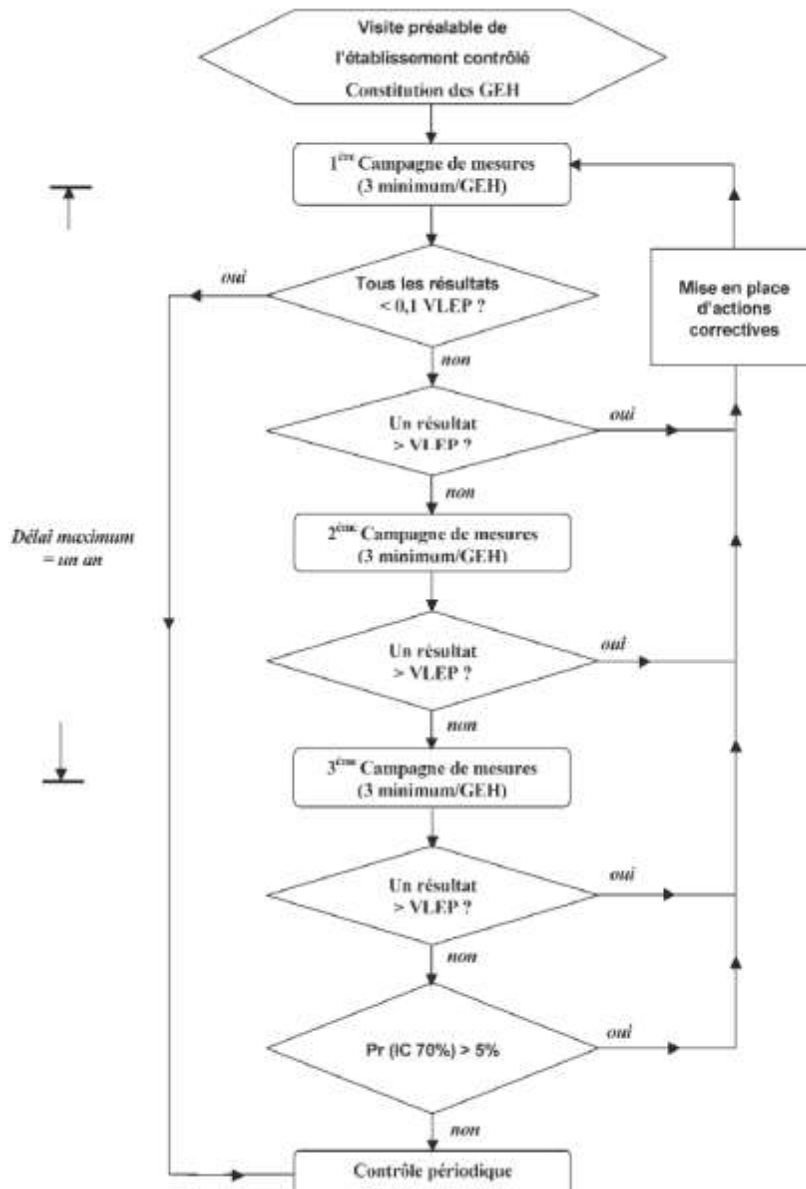 Visite préalable de
l'établissement contrôlé
Constitution des GEH
1ère Campagne de mesures
(3 minimum/GEH)
oui
Tous les résultats
< 0,1 VLEP ?
Mise en place
d'actions
correctives
non
Un résultat
> VLEP ?
oui
non
Délai maximum
= un an
2ème Campagne de mesures
(3 minimum/GEH)
Un résultat
> VLEP ?
oui
non
3ème Campagne de mesures
(3 minimum/GEH)
Un résultat
> VLEP ?
oui
non
Pr (IC 70%) > 5%
oui
non
Contrôle périodique